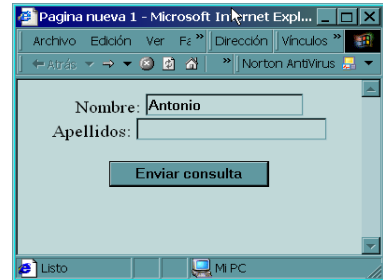 Pagina nueva 1 - Microsoft Internet Expl...
Archivo Edición Ver Fa » Dirección Vínculos »
Atrás » Norton AntiVirus
Nombre: Antonio
Apellidos:
Enviar consulta
Listo Mi PC